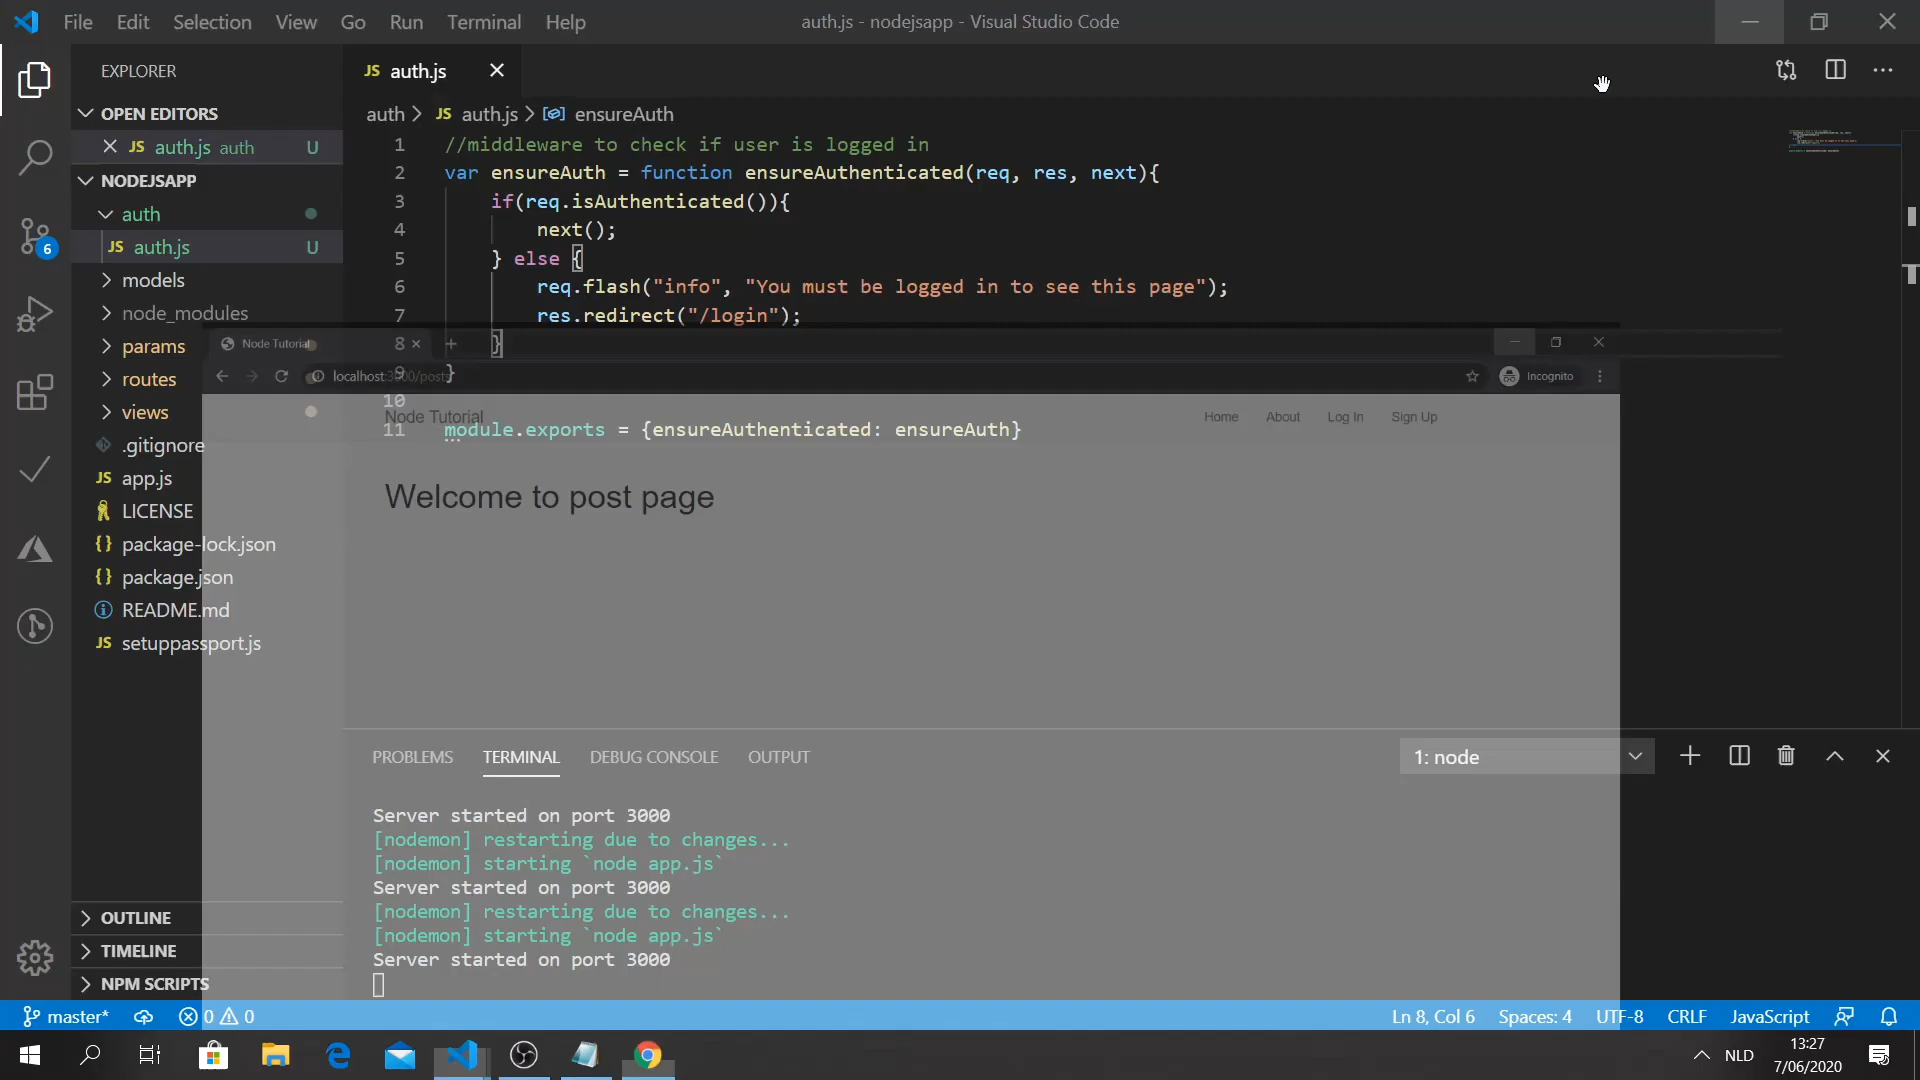 File Edit Selection View Go Run Terminal Help
auth.js - nodejsapp - Visual Studio Code
EXPLORER
JS auth.js
OPEN EDITORS
JS auth.js auth U
NODEJSAPP
auth
JS auth.js U
models
node_modules
params
routes
views
.gitignore
JS app.js
LICENSE
{} package-lock.json
{} package.json
README.md
JS setuppassport.js
OUTLINE
TIMELINE
NPM SCRIPTS
6
auth > JS auth.js > ensureAuth
1 //middleware to check if user is logged in
2 var ensureAuth = function ensureAuthenticated(req, res, next){
3 if(req.isAuthenticated()){
4 next();
5 } else {
6 req.flash("info", "You must be logged in to see this page");
7 res.redirect("/login");
8 }
9 }
10
11 module.exports = {ensureAuthenticated: ensureAuth}
Node Tutorial
localhost:3000/posts
Incognito
Node Tutorial Home About Log In Sign Up
Welcome to post page
PROBLEMS TERMINAL DEBUG CONSOLE OUTPUT
1: node
Server started on port 3000
[nodemon] restarting due to changes...
[nodemon] starting `node app.js`
Server started on port 3000
[nodemon] restarting due to changes...
[nodemon] starting `node app.js`
Server started on port 3000
master* 0 0 Ln 8, Col 6 Spaces: 4 UTF-8 CRLF JavaScript
NLD
13:27
7/06/2020